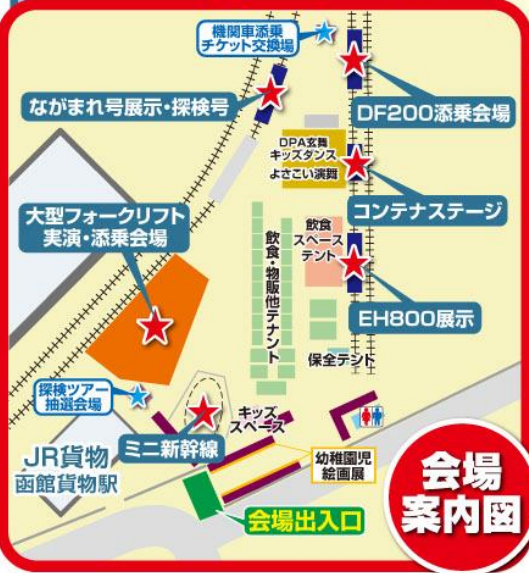 機関車添乗
チケット交換場
ながまれ号展示・探検号
DF200添乗会場
DPA玄舞
キッズダンス
よさこい演舞
コンテナステージ
大型フォークリフト
実演・添乗会場
飲食・物販他テナント
飲食
スペース
テント
EH800展示
保全テント
探検ツアー
抽選会場
キッズ
スペース
ミニ新幹線
JR貨物
函館貨物駅
幼稚園児
絵画展
会場出入口
会場
案内図